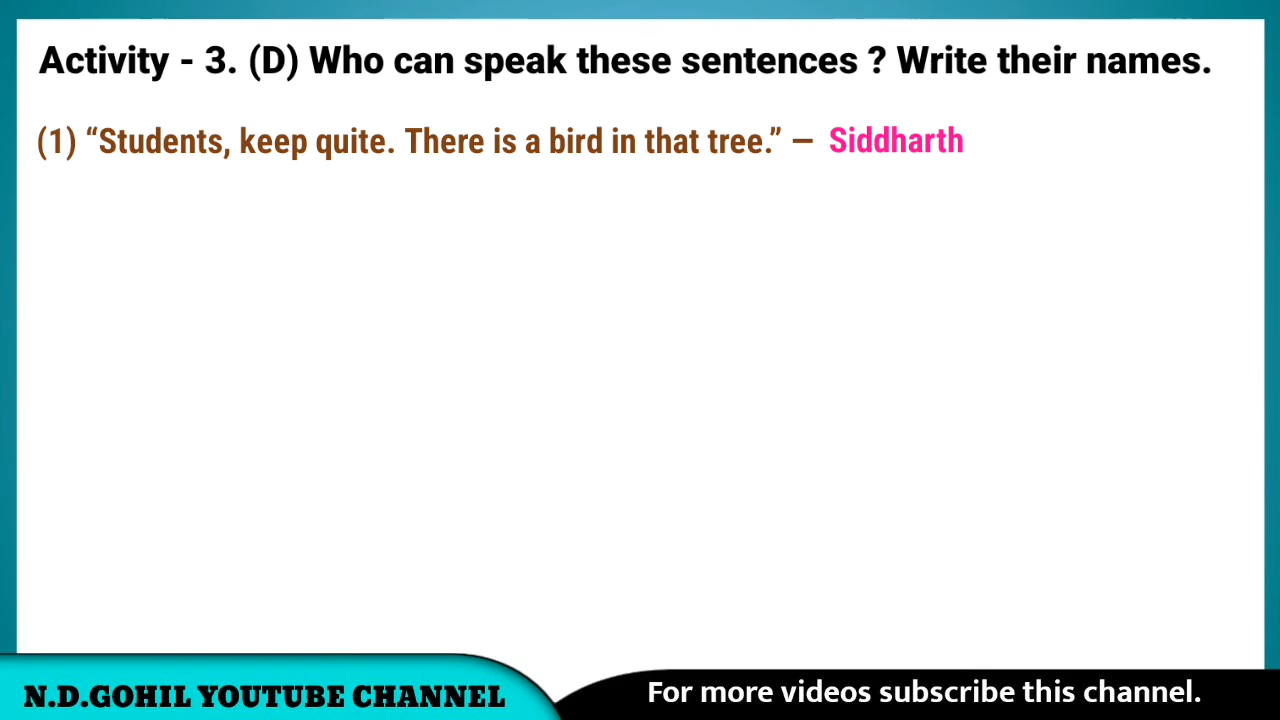 Activity - 3. (D) Who can speak these sentences ? Write their names.
(1) “Students, keep quite. There is a bird in that tree.” – Siddharth
N.D.GOHIL YOUTUBE CHANNEL
For more videos subscribe this channel.